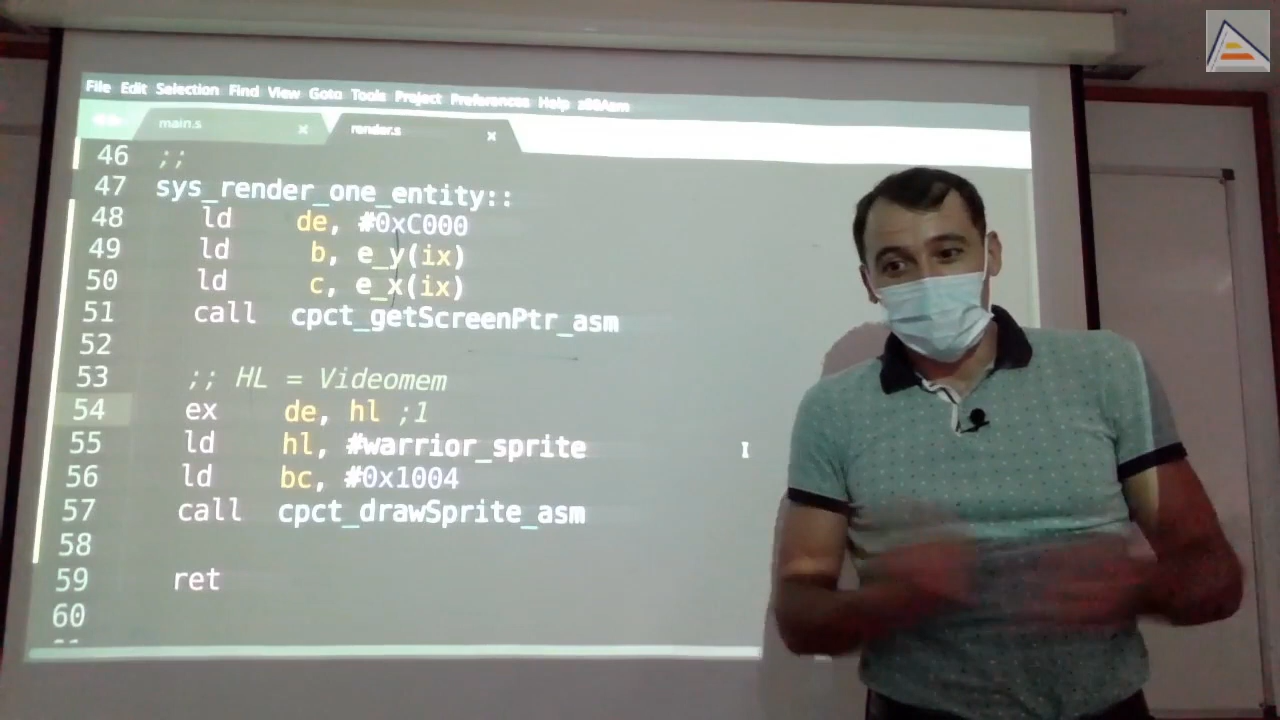 File Edit Selection Find View Goto Tools Project Preferences Help z80Asm
main.s × render.s ×
46 ;;
47 sys_render_one_entity::
48 ld de, #0xC000
49 ld b, e_y(ix)
50 ld c, e_x(ix)
51 call cpct_getScreenPtr_asm
52
53 ;; HL = Videomem
54 ex de, hl ;1
55 ld hl, #warrior_sprite
56 ld bc, #0x1004
57 call cpct_drawSprite_asm
58
59 ret
60